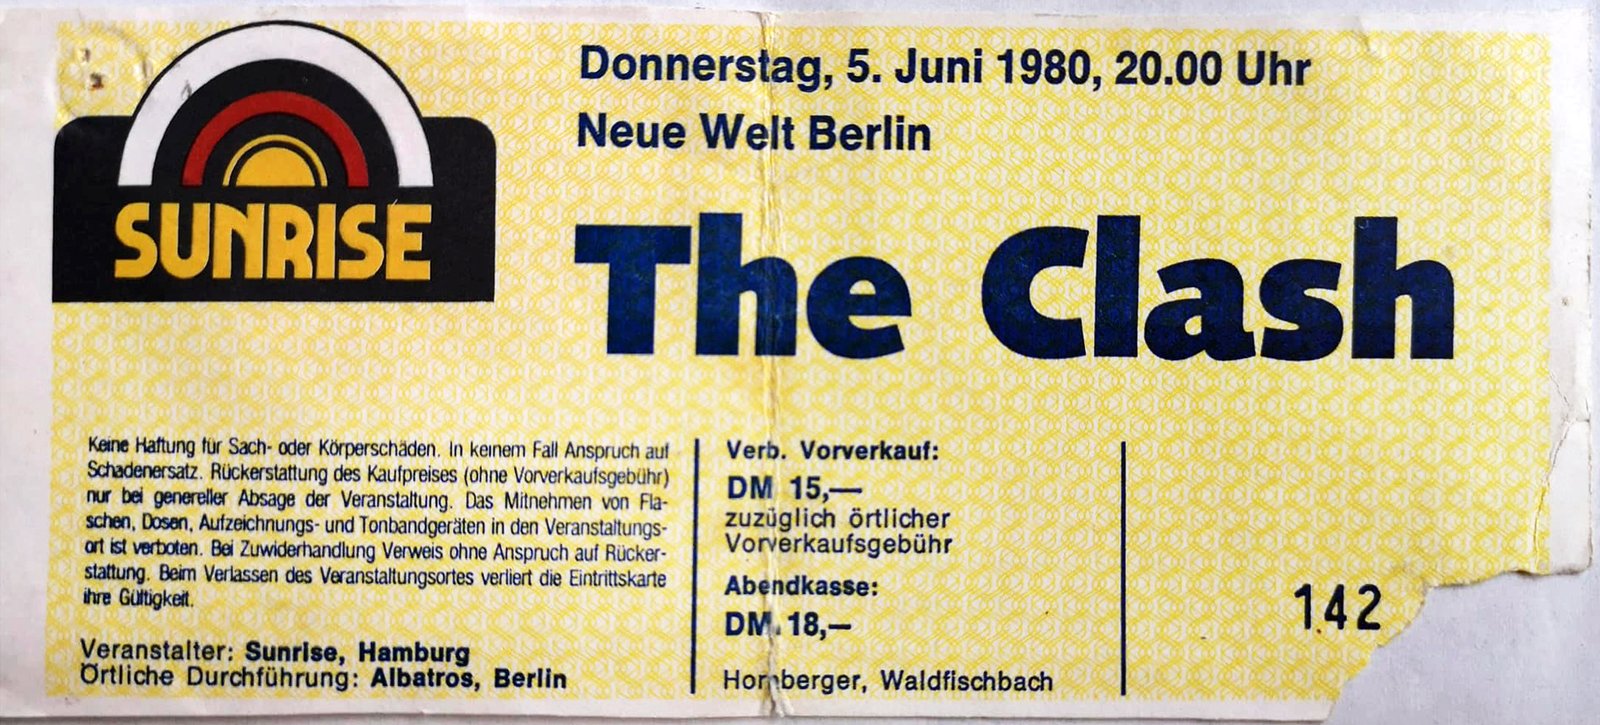 SUNRISE
Donnerstag, 5. Juni 1980, 20.00 Uhr
Neue Welt Berlin
The Clash
Keine Haftung für Sach- oder Körperschäden. In keinem Fall Anspruch auf
Schadenersatz. Rückerstattung des Kaufpreises (ohne Vorverkaufsgebühr)
nur bei genereller Absage der Veranstaltung. Das Mitnehmen von Fla-
schen, Dosen, Aufzeichnungs- und Tonbandgeräten in den Veranstaltungs-
ort ist verboten. Bei Zuwiderhandlung Verweis ohne Anspruch auf Rücker-
stattung. Beim Verlassen des Veranstaltungsortes verliert die Eintrittskarte
ihre Gültigkeit.
Veranstalter: Sunrise, Hamburg
Örtliche Durchführung: Albatros, Berlin
Verb. Vorverkauf:
DM 15,—
zuzüglich örtlicher
Vorverkaufsgebühr
Abendkasse:
DM 18,—
Hornberger, Waldfischbach
142